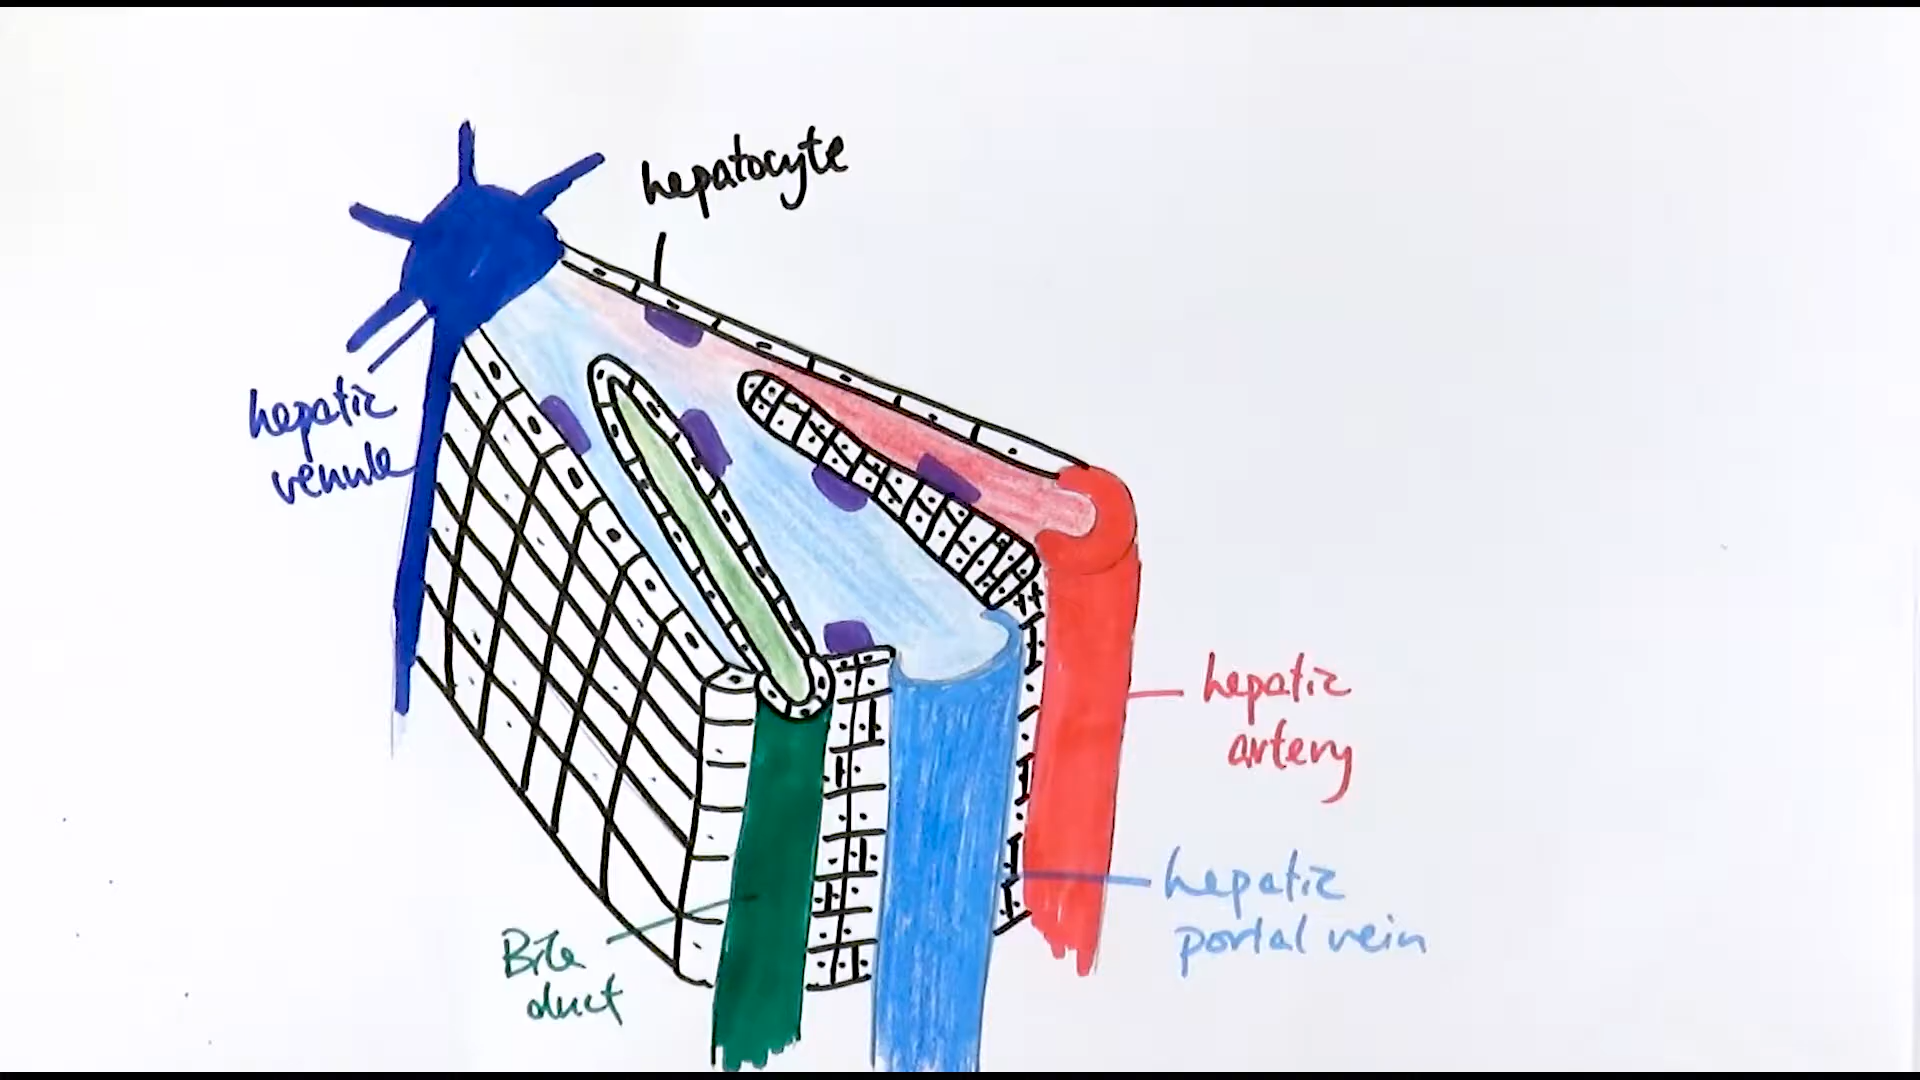 hepatocyte
hepatic
venule
hepatic
artery
hepatic
portal vein
Bile
duct